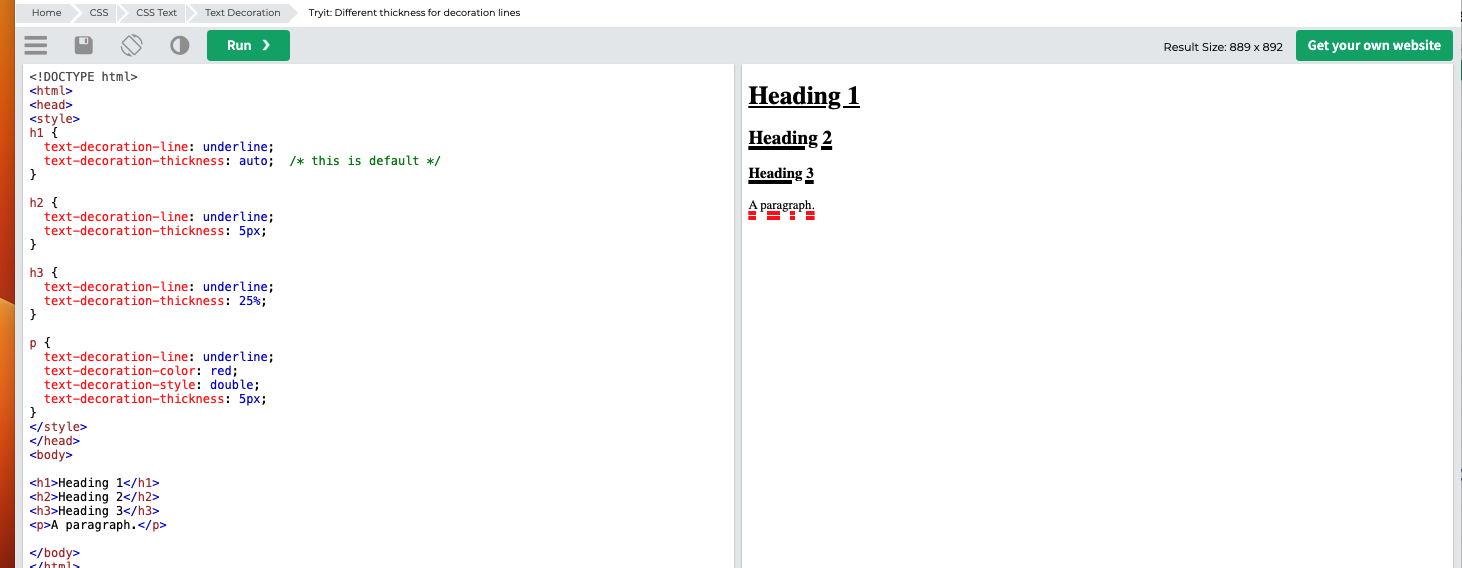 Home CSS CSS Text Text Decoration Tryit: Different thickness for decoration lines
Run ❯ Result Size: 889 x 892 Get your own website
<!DOCTYPE html>
<html>
<head>
<style>
h1 {
  text-decoration-line: underline;
  text-decoration-thickness: auto;  /* this is default */
}

h2 {
  text-decoration-line: underline;
  text-decoration-thickness: 5px;
}

h3 {
  text-decoration-line: underline;
  text-decoration-thickness: 25%;
}

p {
  text-decoration-line: underline;
  text-decoration-color: red;
  text-decoration-style: double;
  text-decoration-thickness: 5px;
}
</style>
</head>
<body>

<h1>Heading 1</h1>
<h2>Heading 2</h2>
<h3>Heading 3</h3>
<p>A paragraph.</p>

</body>
</html>
Heading 1
Heading 2
Heading 3
A paragraph.